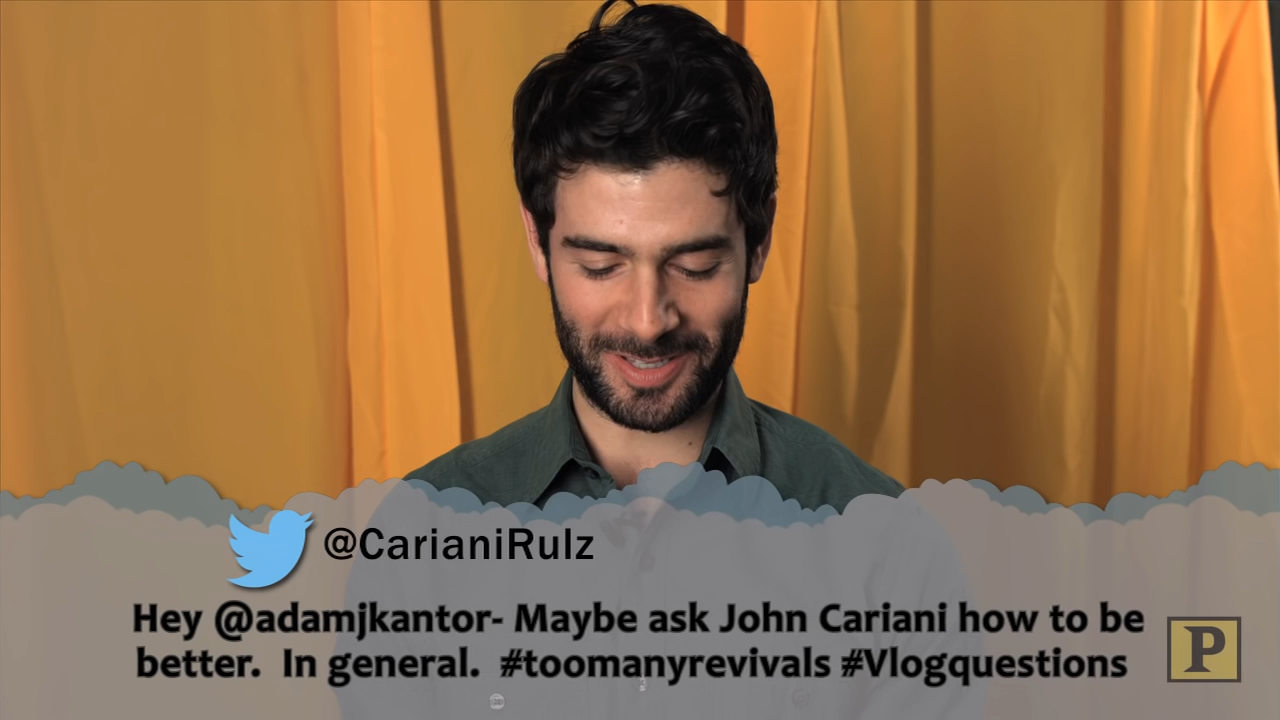 @CarianiRulz
Hey @adamjkantor- Maybe ask John Cariani how to be
better.  In general.  #toomanyrevivals #Vlogquestions
P